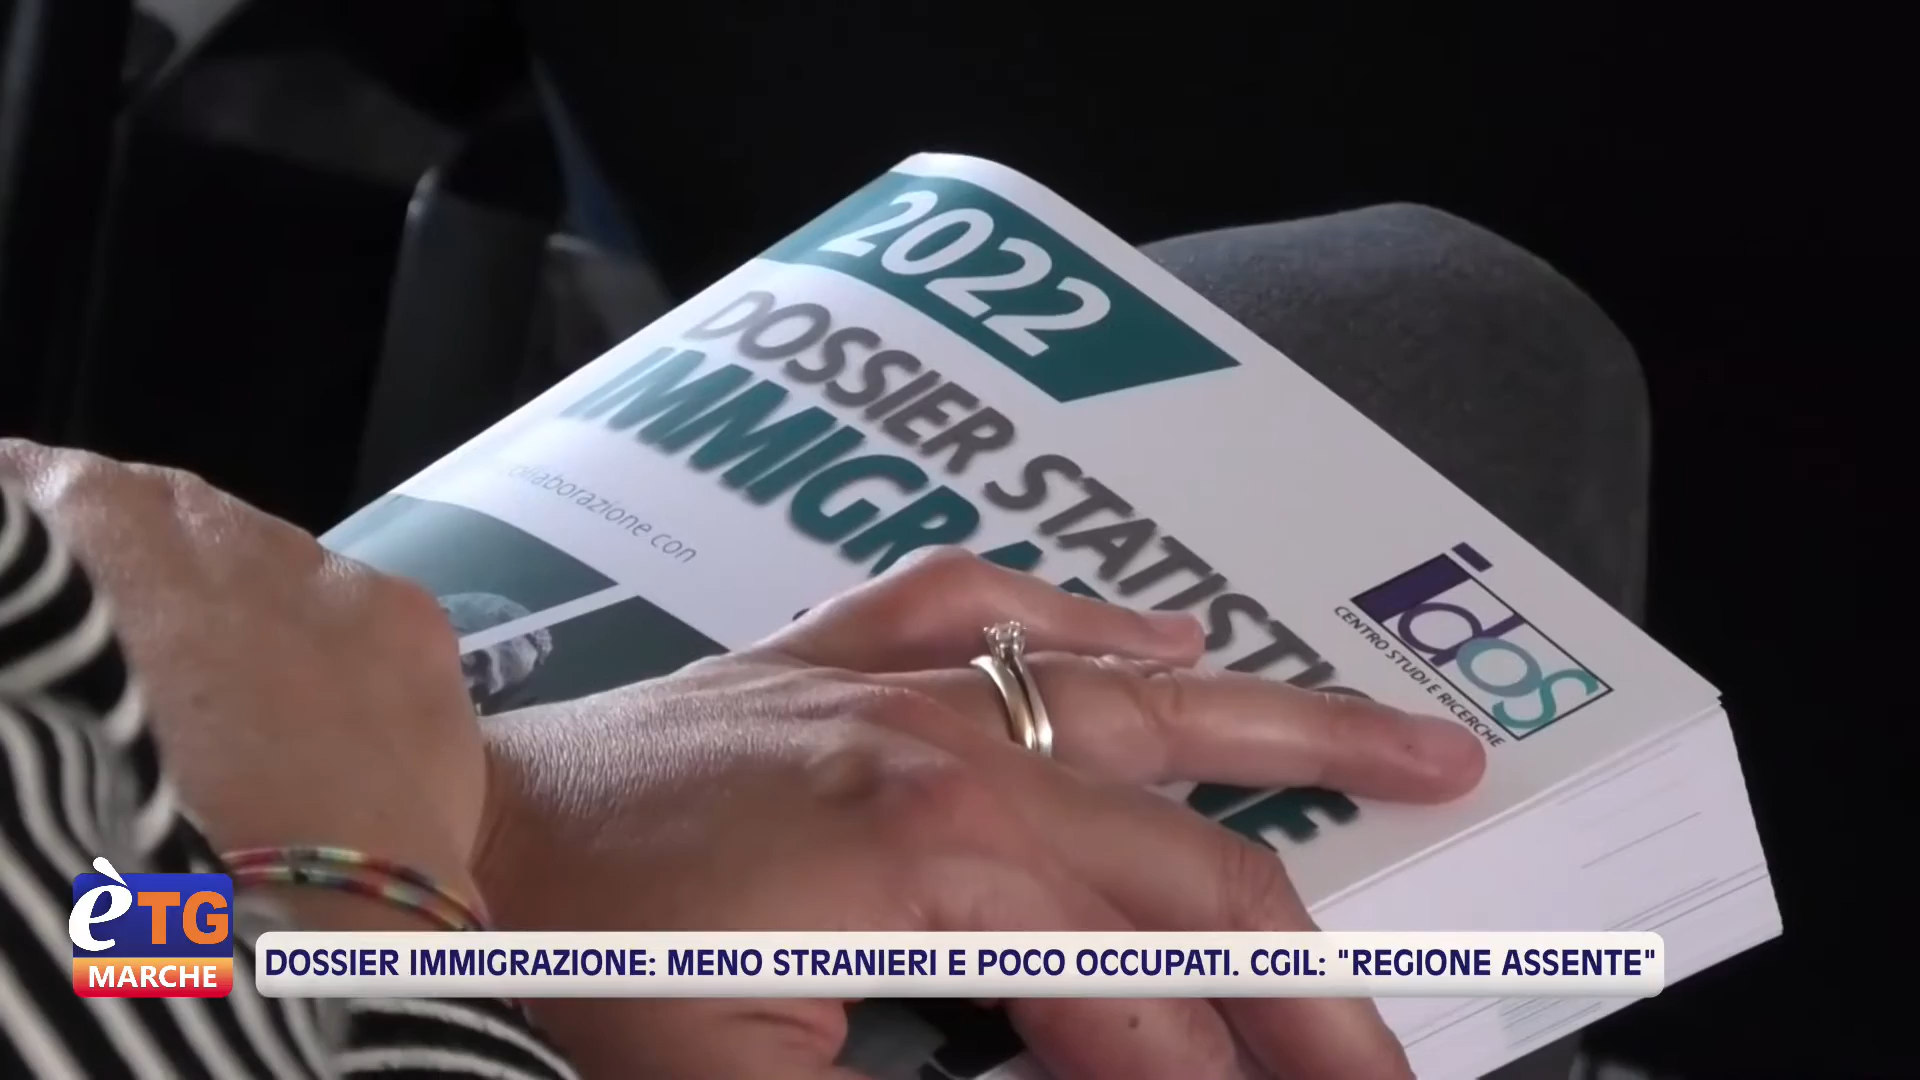 2022
DOSSIER STATISTIC
IMMIGRA
NE
collaborazione con
idos
CENTRO STUDI E RICERCHE
èTG
MARCHE
DOSSIER IMMIGRAZIONE: MENO STRANIERI E POCO OCCUPATI. CGIL: "REGIONE ASSENTE"